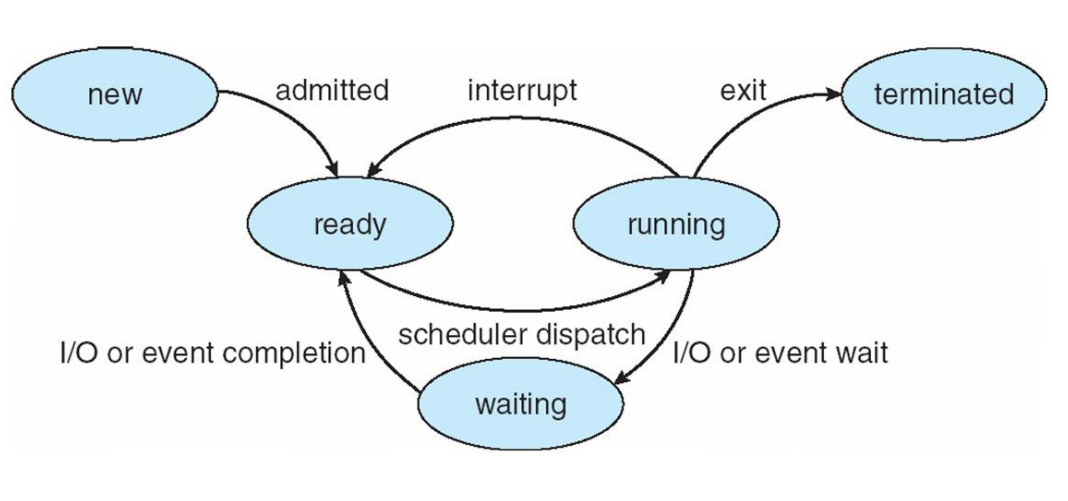 new
admitted
interrupt
exit
terminated
ready
running
scheduler dispatch
I/O or event completion
I/O or event wait
waiting